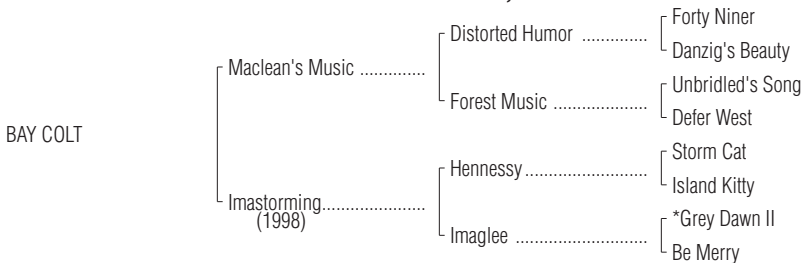 Forty Niner
Distorted Humor ..............
Danzig's Beauty
Maclean's Music ..............
Unbridled's Song
Forest Music ....................
Defer West
BAY COLT
Storm Cat
Hennessy..........................
Island Kitty
Imastorming......................
(1998)
*Grey Dawn II
Imaglee ............................
Be Merry